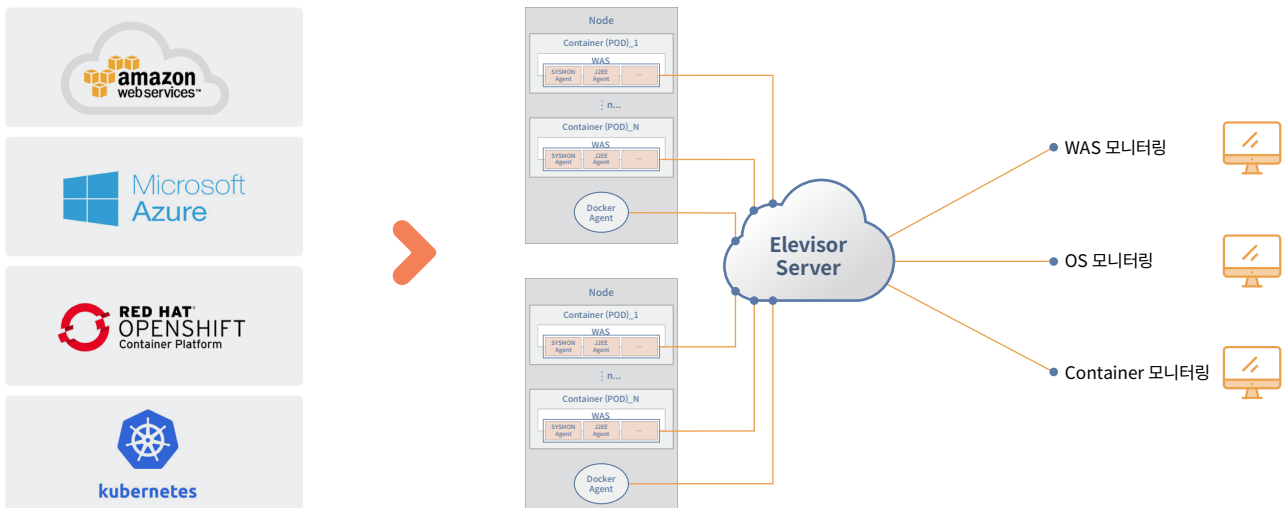 amazon
web services™
Microsoft
Azure
RED HAT®
OPENSHIFT
Container Platform
kubernetes
Node
Container (POD)_1
WAS
SYSMON Agent
J2EE Agent
...
⋮ n...
Container (POD)_N
WAS
SYSMON Agent
J2EE Agent
...
Docker
Agent
Node
Container (POD)_1
WAS
SYSMON Agent
J2EE Agent
...
⋮ n...
Container (POD)_N
WAS
SYSMON Agent
J2EE Agent
...
Docker
Agent
Elevisor
Server
WAS 모니터링
OS 모니터링
Container 모니터링